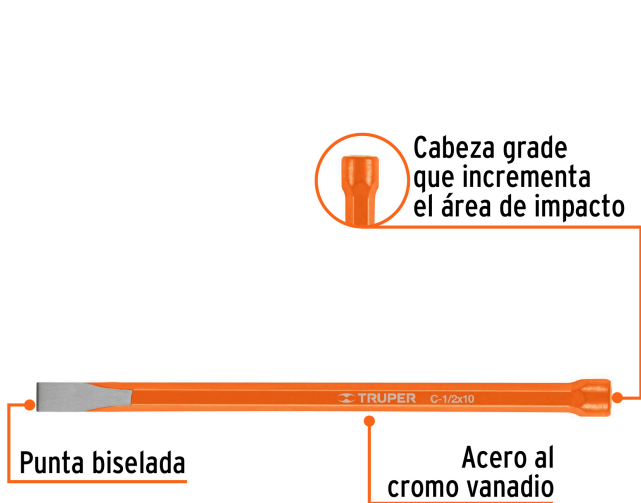 Cabeza grade
que incrementa
el área de impacto
TRUPER C-1/2x10
Punta biselada
Acero al
cromo vanadio